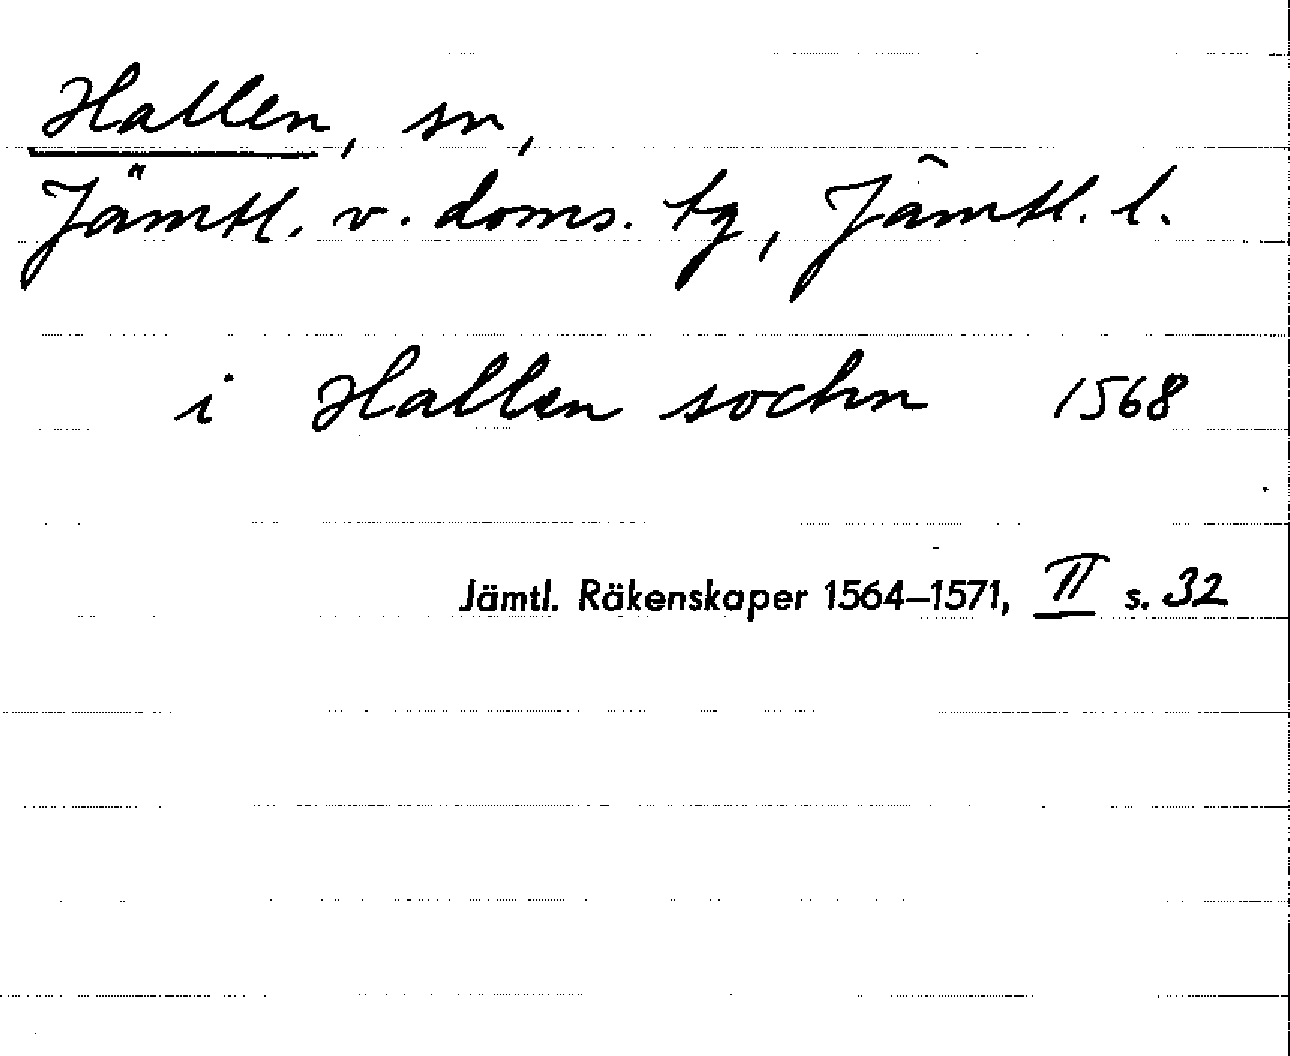 Hallen, sn,
Jämtl. v. doms. tg, Jämtl. l.
i Hallen sochn 1568
Jämtl. Räkenskaper 1564–1571, II s. 32